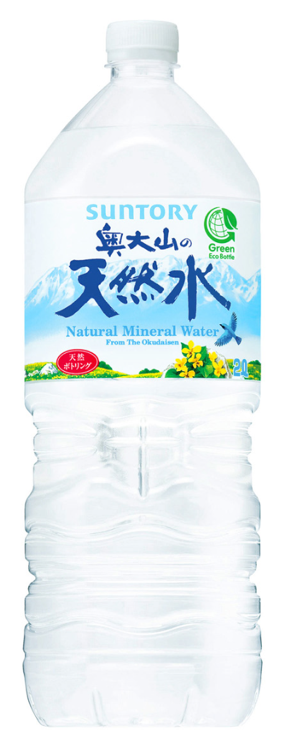 SUNTORY
奥大山の
天然水
Green
Eco Bottle
Natural Mineral Water
From The Okudaisen
天然
ボトリング
2ℓ